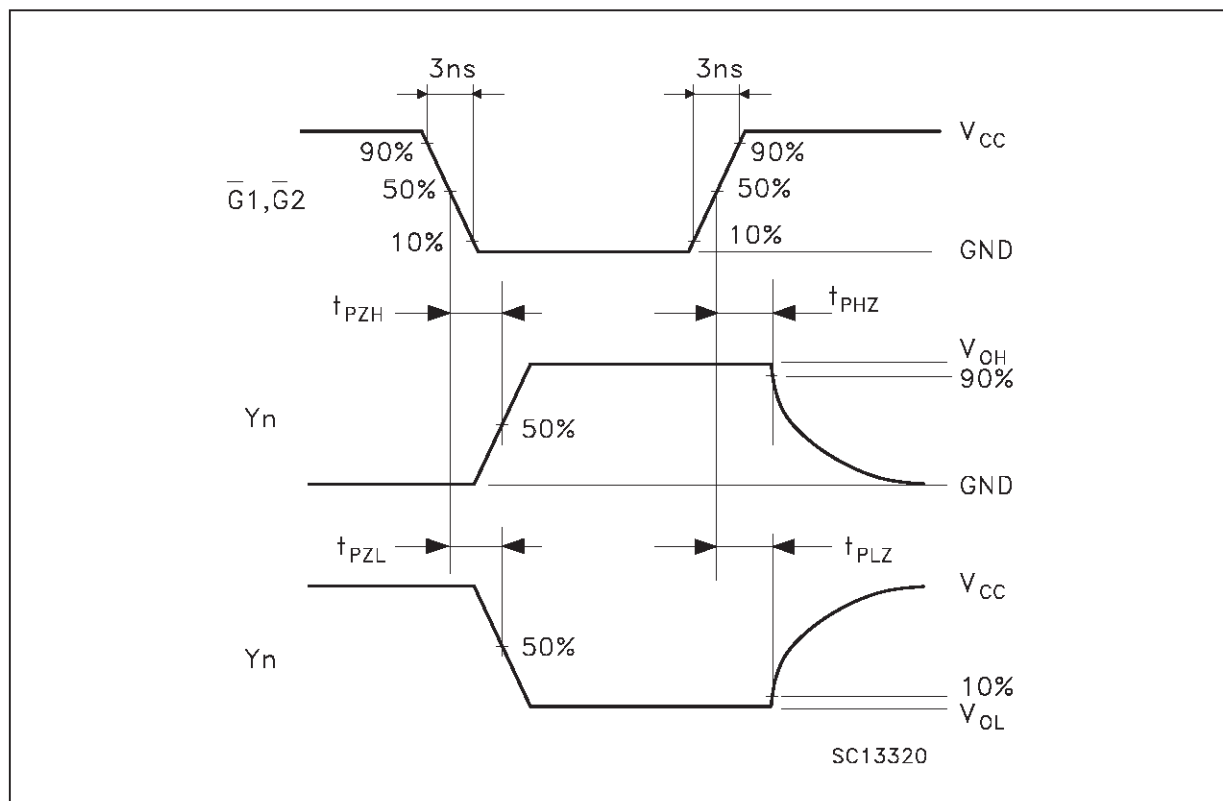 3ns 3ns
V_CC
90% 90%
G̅1,G̅2 50% 50%
10% 10%
GND
t_PZH t_PHZ
V_OH
90%
Yn 50%
GND
t_PZL t_PLZ
V_CC
Yn 50%
10%
V_OL
SC13320